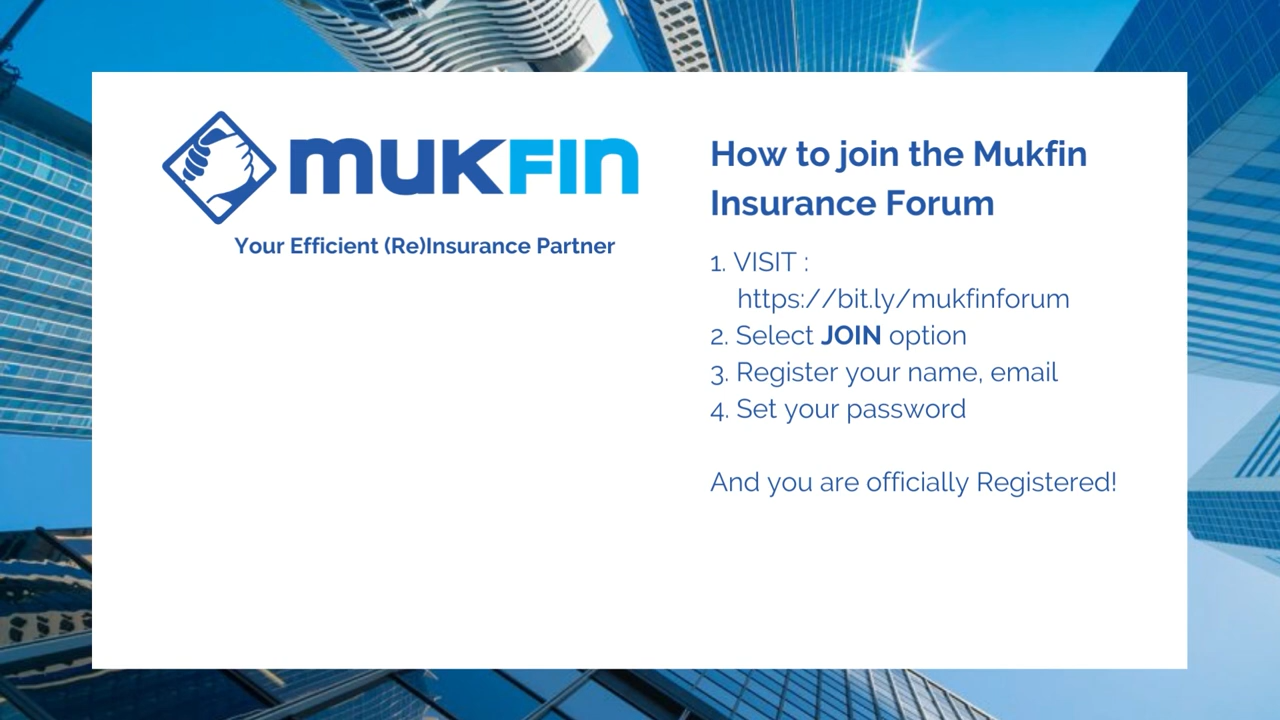 mukfin
Your Efficient (Re)Insurance Partner
How to join the Mukfin
Insurance Forum
1. VISIT :
https://bit.ly/mukfinforum
2. Select JOIN option
3. Register your name, email
4. Set your password
And you are officially Registered!